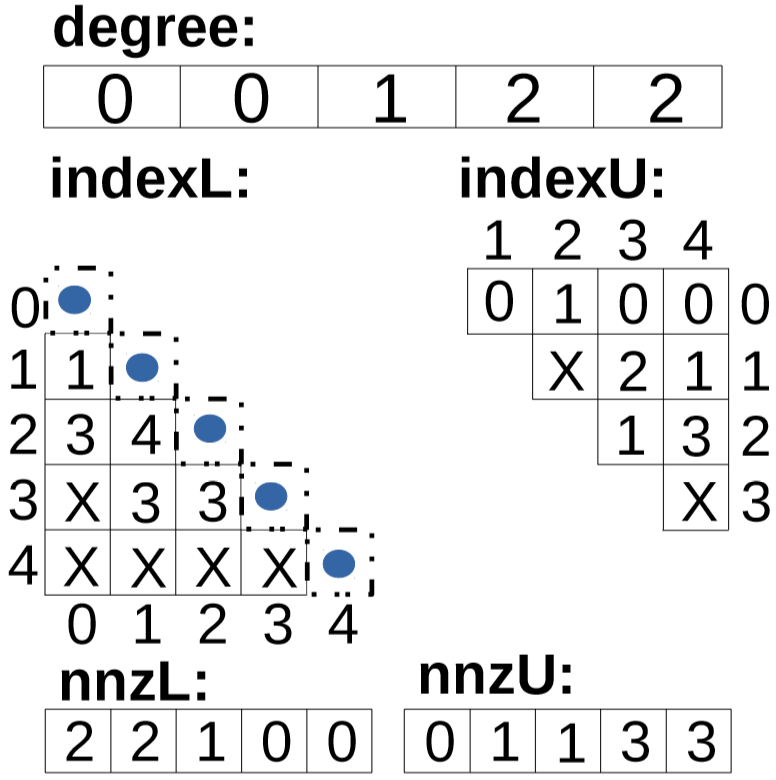 degree:
0 0 1 2 2
indexL: indexU:
1 2 3 4
0 0 1 0 0 0
1 1 X 2 1 1
2 3 4 1 3 2
3 X 3 3 X 3
4 X X X X
0 1 2 3 4
nnzL: nnzU:
2 2 1 0 0 0 1 1 3 3